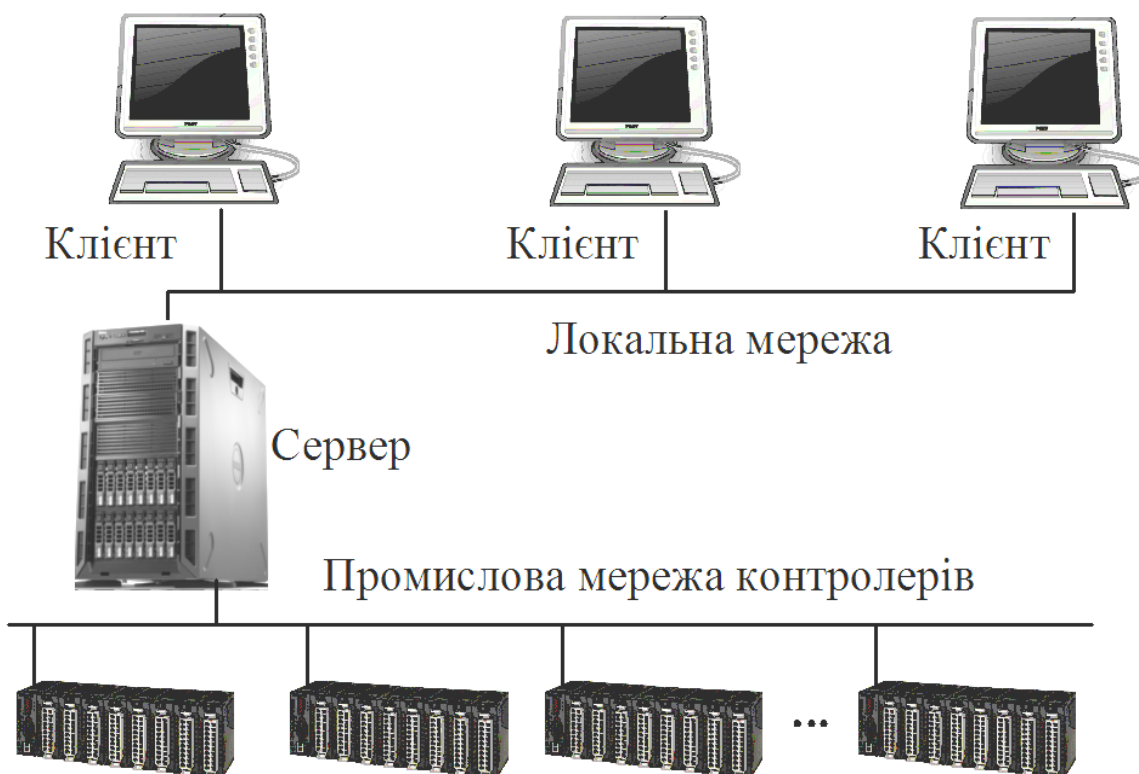 Клієнт
Клієнт
Клієнт
Локальна мережа
Сервер
Промислова мережа контролерів
...